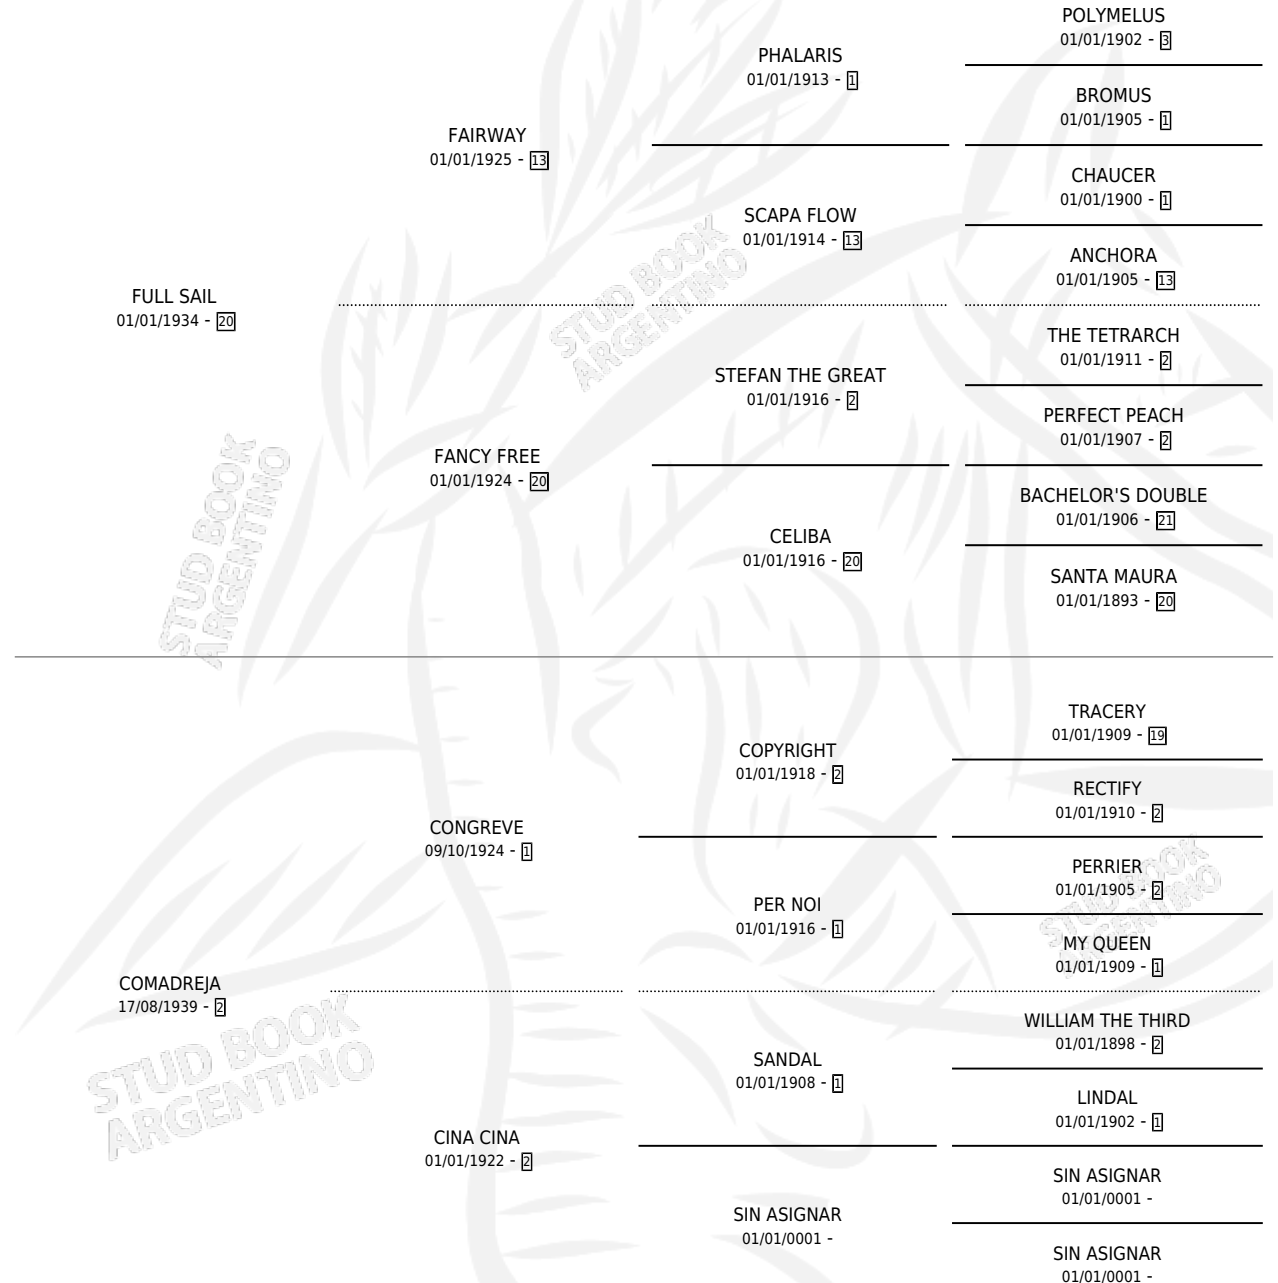 POLYMELUS
01/01/1902 - 3
PHALARIS
01/01/1913 - 1
BROMUS
01/01/1905 - 1
FAIRWAY
01/01/1925 - 13
CHAUCER
01/01/1900 - 1
SCAPA FLOW
01/01/1914 - 13
ANCHORA
01/01/1905 - 13
FULL SAIL
01/01/1934 - 20
THE TETRARCH
01/01/1911 - 2
STEFAN THE GREAT
01/01/1916 - 2
PERFECT PEACH
01/01/1907 - 2
FANCY FREE
01/01/1924 - 20
BACHELOR'S DOUBLE
01/01/1906 - 21
CELIBA
01/01/1916 - 20
SANTA MAURA
01/01/1893 - 20
STUD BOOK
ARGENTINO
STUD BOOK
ARGENTINO
TRACERY
01/01/1909 - 19
COPYRIGHT
01/01/1918 - 2
RECTIFY
01/01/1910 - 2
CONGREVE
09/10/1924 - 1
PERRIER
01/01/1905 - 2
PER NOI
01/01/1916 - 1
MY QUEEN
01/01/1909 - 1
COMADREJA
17/08/1939 - 2
WILLIAM THE THIRD
01/01/1898 - 2
SANDAL
01/01/1908 - 1
LINDAL
01/01/1902 - 1
CINA CINA
01/01/1922 - 2
SIN ASIGNAR
01/01/0001 -
SIN ASIGNAR
01/01/0001 -
SIN ASIGNAR
01/01/0001 -
STUD BOOK
ARGENTINO
STUD BOOK
ARGENTINO